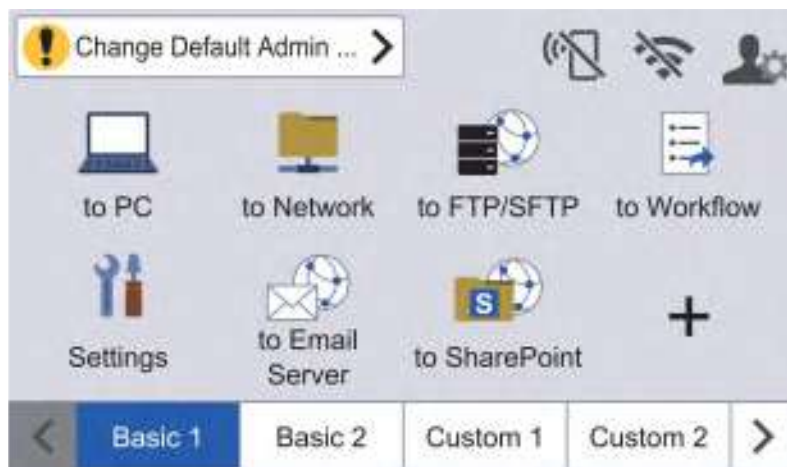 Change Default Admin ...
to PC
to Network
to FTP/SFTP
to Workflow
S
Settings
to Email
Server
to SharePoint
Basic 1
Basic 2
Custom 1
Custom 2